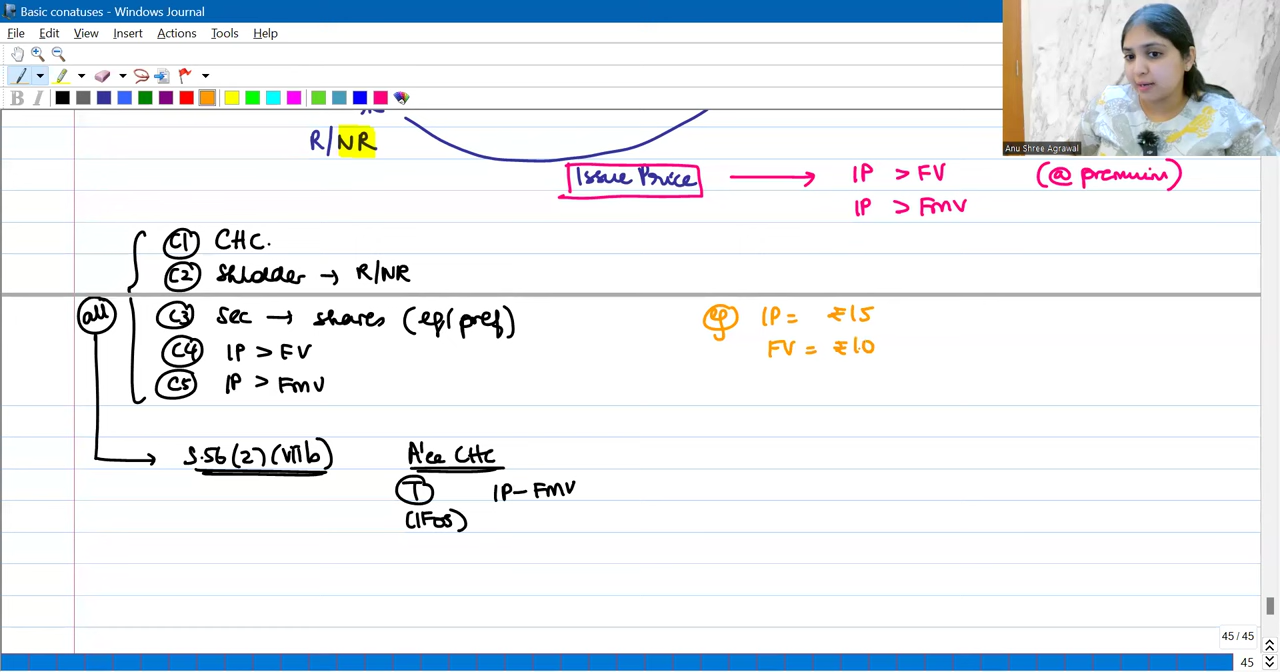 Basic conatuses - Windows Journal
File Edit View Insert Actions Tools Help
B I
Anu Shree Agrawal
R/NR
Issue Price → IP > FV (@ premium)
IP > FMV
C1 CHC.
C2 Sholder → R/NR
all
C3 Sec → shares (eq/pref)
C4 IP > FV
C5 IP > FMV
eg IP = ₹15
FV = ₹10
S.56(2)(VIIb) A'ee CHC
T IP - FMV
(IFOS)
45/45
45